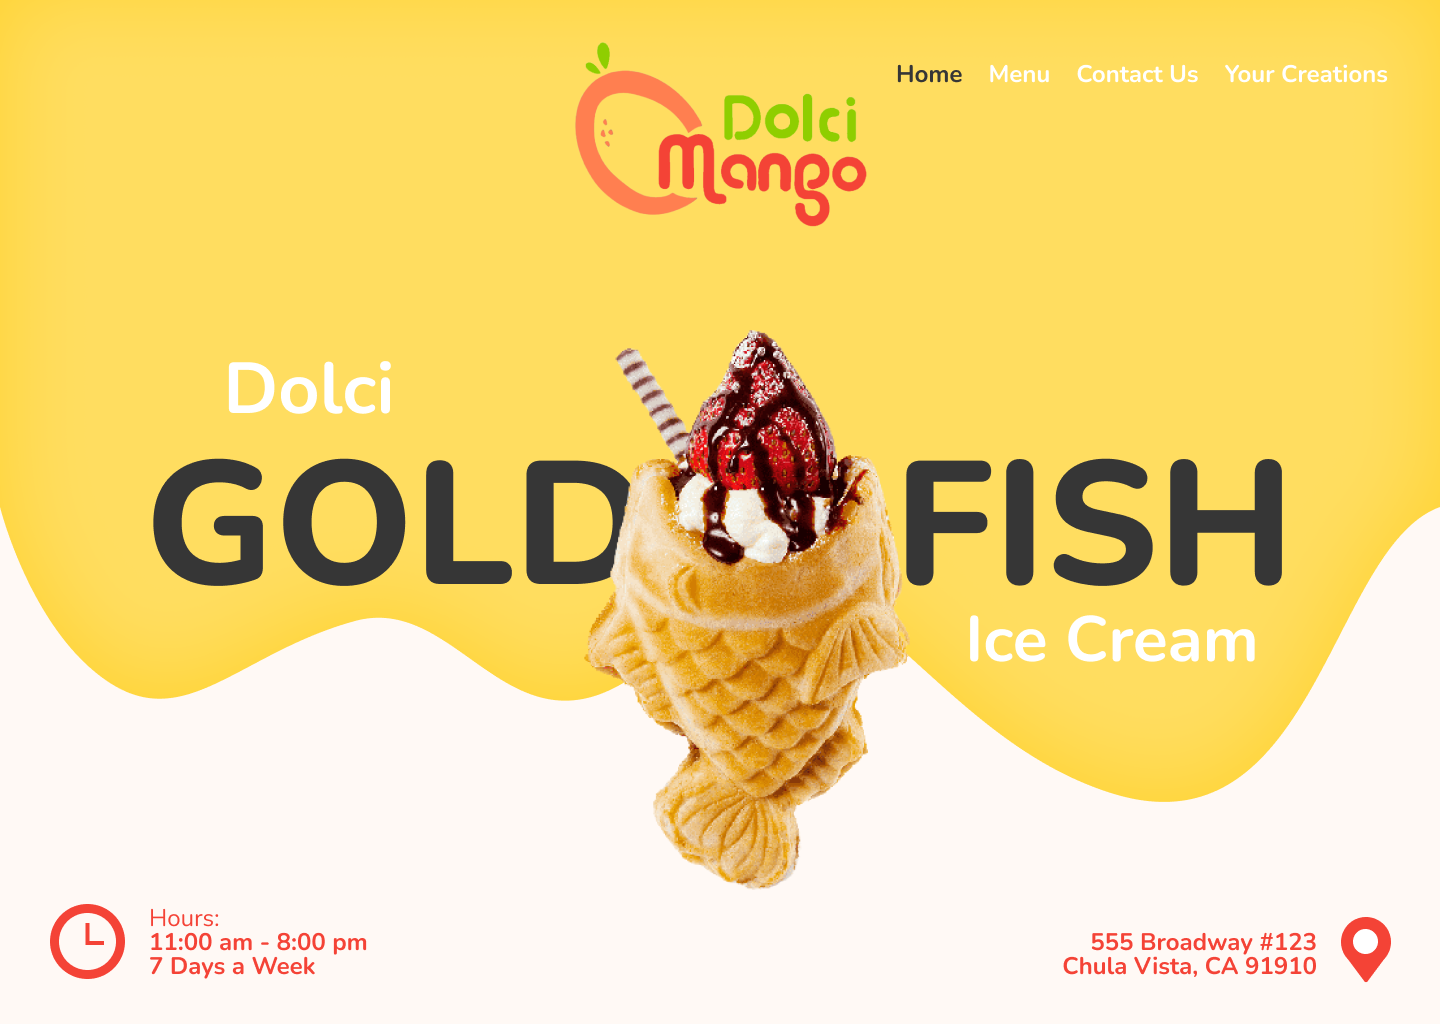 Dolci
Mango
Home Menu Contact Us Your Creations
Dolci
GOLD FISH
Ice Cream
Hours:
11:00 am - 8:00 pm
7 Days a Week
555 Broadway #123
Chula Vista, CA 91910